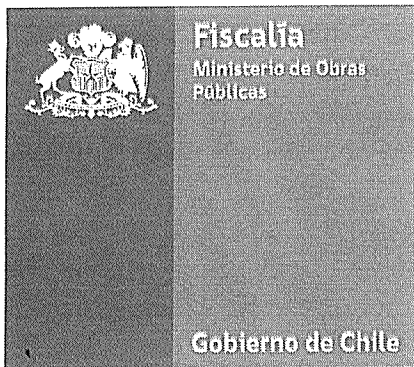 Fiscalía
Ministerio de Obras
Públicas
Gobierno de Chile